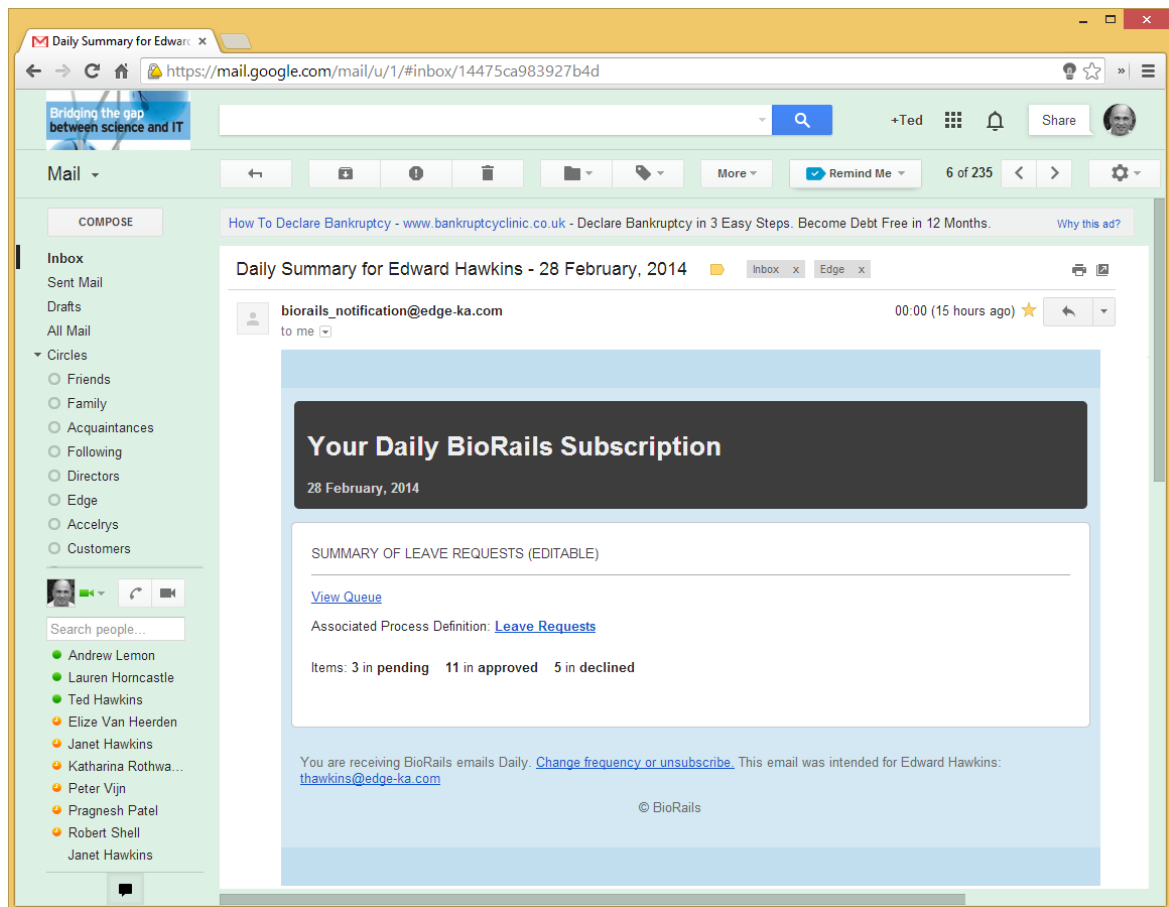 Daily Summary for Edwar
https://mail.google.com/mail/u/1/#inbox/14475ca983927b4d
Bridging the gap
between science and IT
+Ted
Share
Mail
More
Remind Me
6 of 235
COMPOSE
How To Declare Bankruptcy - www.bankruptcyclinic.co.uk - Declare Bankruptcy in 3 Easy Steps. Become Debt Free in 12 Months.
Why this ad?
Inbox
Sent Mail
Drafts
All Mail
Circles
Friends
Family
Acquaintances
Following
Directors
Edge
Accelrys
Customers
Search people...
Andrew Lemon
Lauren Horncastle
Ted Hawkins
Elize Van Heerden
Janet Hawkins
Katharina Rothwa...
Peter Vijn
Pragnesh Patel
Robert Shell
Janet Hawkins
Daily Summary for Edward Hawkins - 28 February, 2014
Inbox x
Edge x
biorails_notification@edge-ka.com
00:00 (15 hours ago)
to me
Your Daily BioRails Subscription
28 February, 2014
SUMMARY OF LEAVE REQUESTS (EDITABLE)
View Queue
Associated Process Definition: Leave Requests
Items: 3 in pending 11 in approved 5 in declined
You are receiving BioRails emails Daily. Change frequency or unsubscribe. This email was intended for Edward Hawkins:
thawkins@edge-ka.com
© BioRails